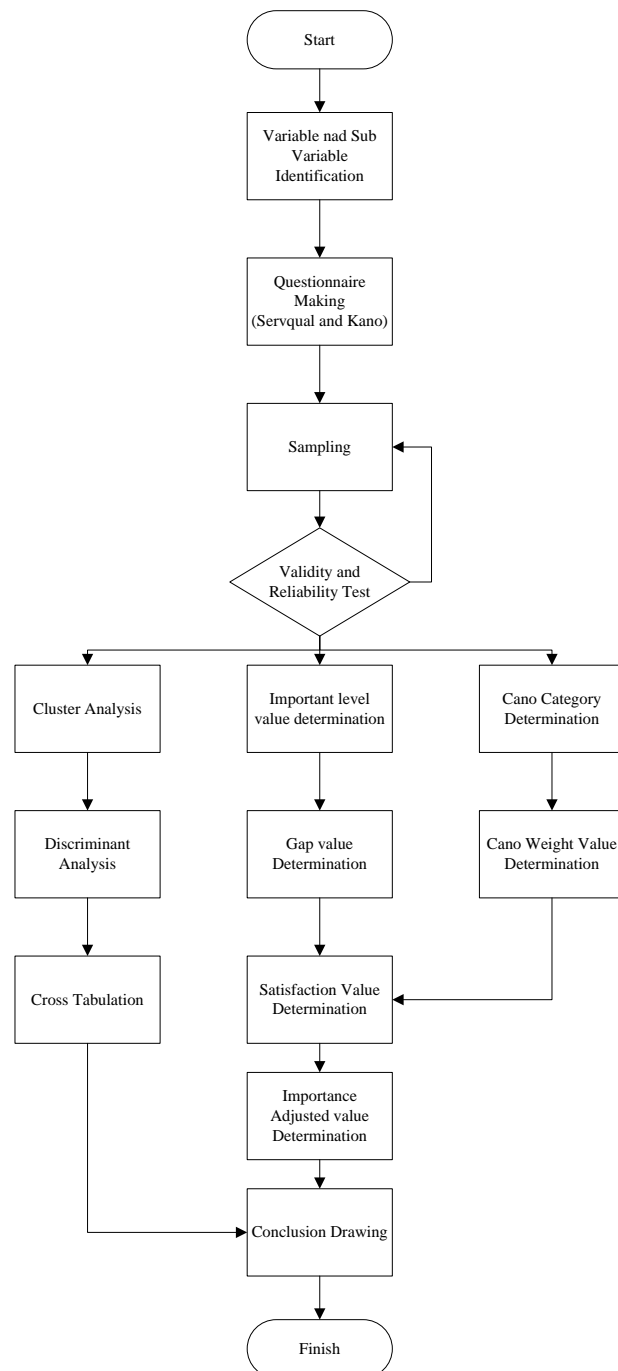 Start
Variable nad Sub
Variable
Identification
Questionnaire
Making
(Servqual and Kano)
Sampling
Validity and
Reliability Test
Cluster Analysis
Important level
value determination
Cano Category
Determination
Discriminant
Analysis
Gap value
Determination
Cano Weight Value
Determination
Cross Tabulation
Satisfaction Value
Determination
Importance
Adjusted value
Determination
Conclusion Drawing
Finish